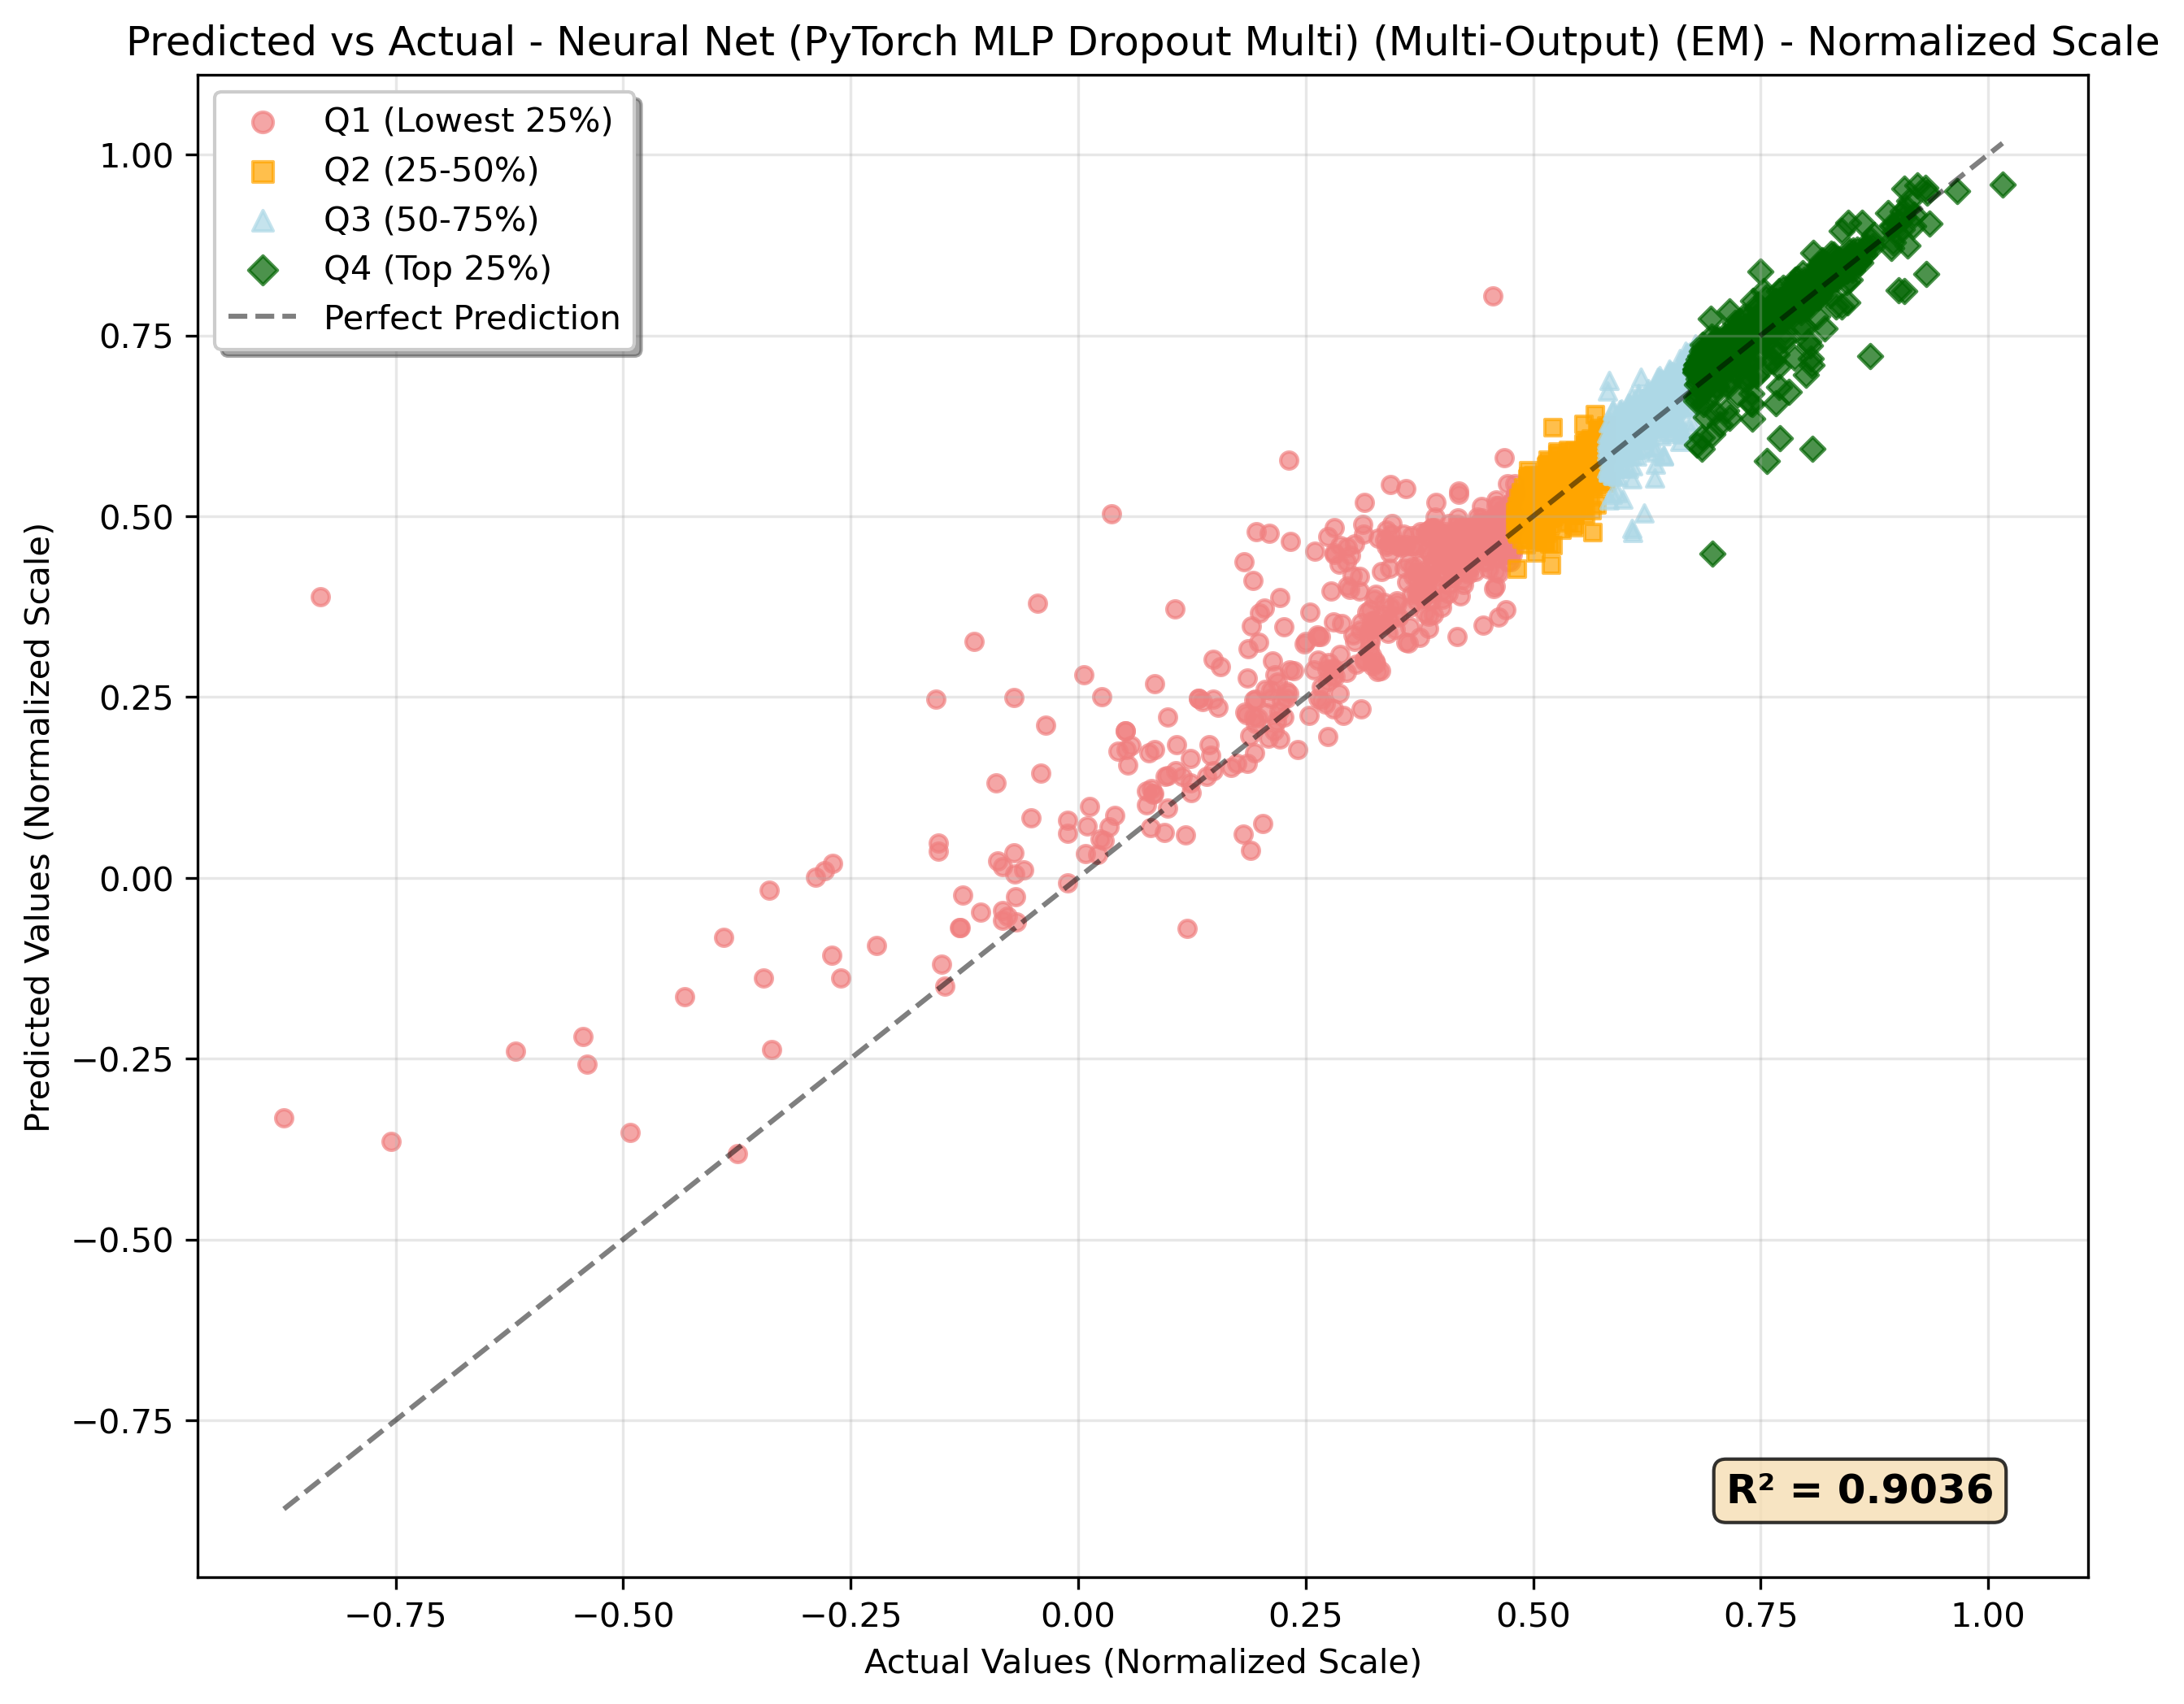 Predicted vs Actual - Neural Net (PyTorch MLP Dropout Multi) (Multi-Output) (EM) - Normalized Scale
Q1 (Lowest 25%)
Q2 (25-50%)
Q3 (50-75%)
Q4 (Top 25%)
Perfect Prediction
1.00
0.75
0.50
0.25
0.00
−0.25
−0.50
−0.75
Predicted Values (Normalized Scale)
R² = 0.9036
−0.75 −0.50 −0.25 0.00 0.25 0.50 0.75 1.00
Actual Values (Normalized Scale)